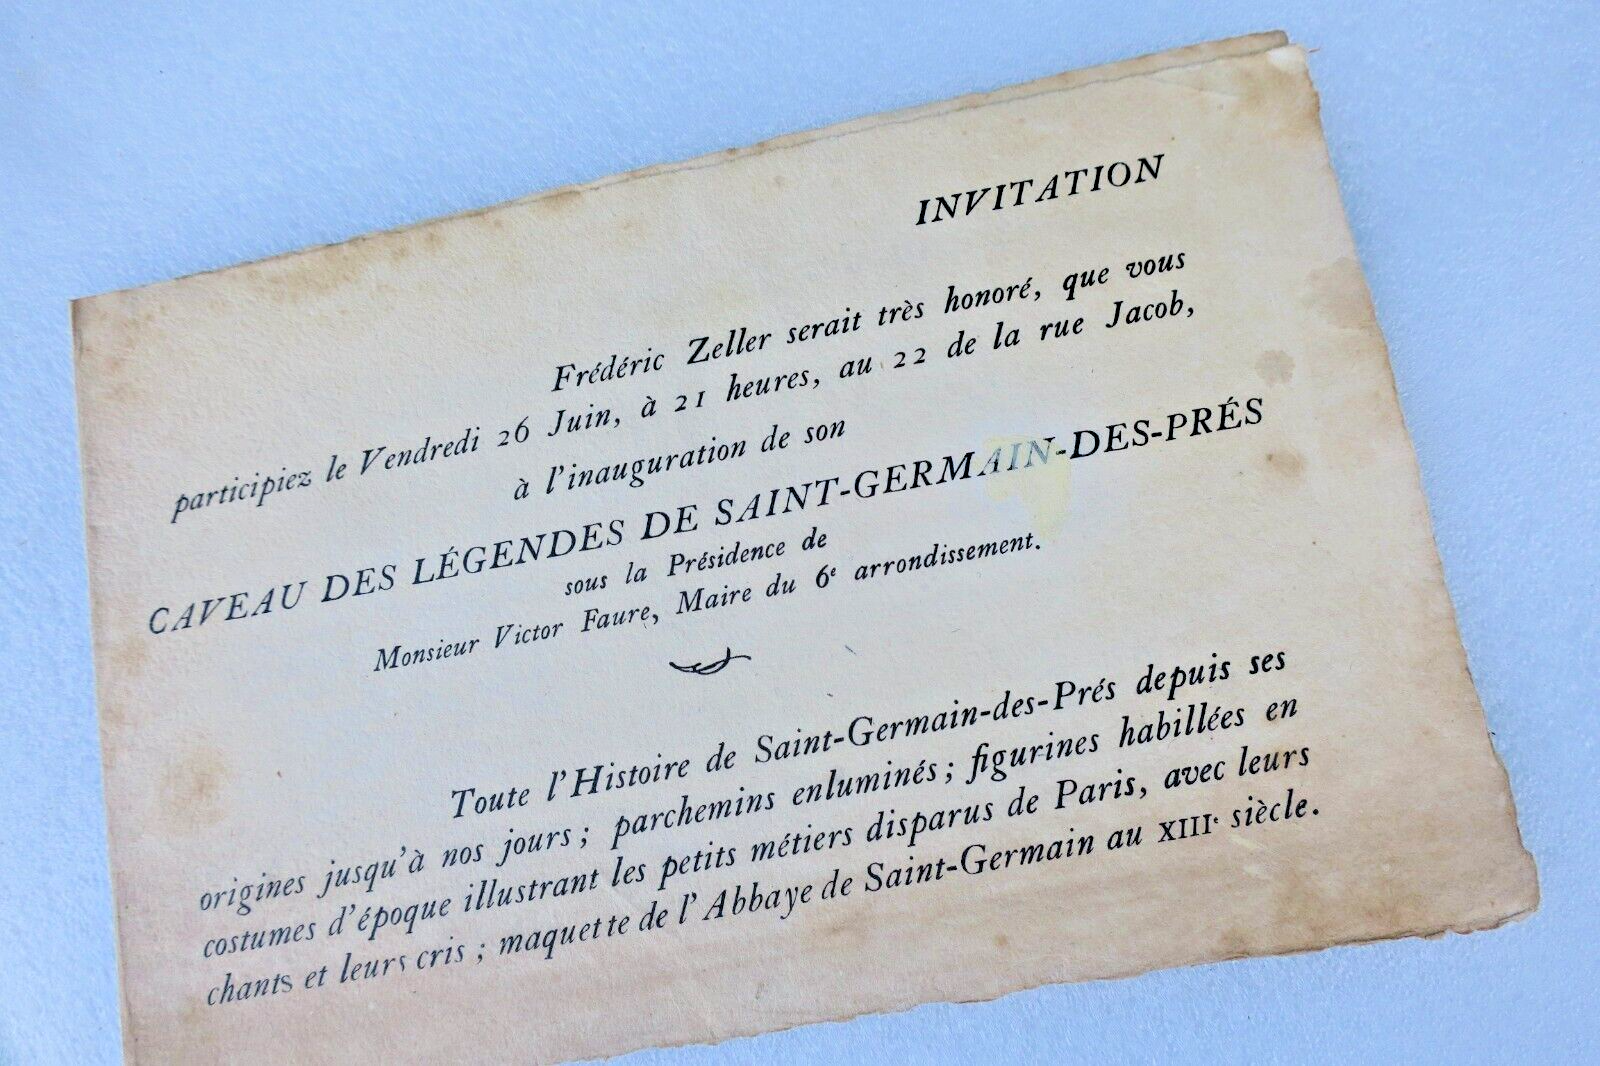 INVITATION
Frédéric Zeller serait très honoré, que vous
participiez le Vendredi 26 Juin, à 21 heures, au 22 de la rue Jacob,
à l'inauguration de son
CAVEAU DES LÉGENDES DE SAINT-GERMAIN-DES-PRÉS
sous la Présidence de
Monsieur Victor Faure, Maire du 6e arrondissement.
Toute l'Histoire de Saint-Germain-des-Prés depuis ses
origines jusqu'à nos jours ; parchemins enluminés ; figurines habillées en
costumes d'époque illustrant les petits métiers disparus de Paris, avec leurs
chants et leurs cris ; maquette de l'Abbaye de Saint-Germain au XIIIe siècle.